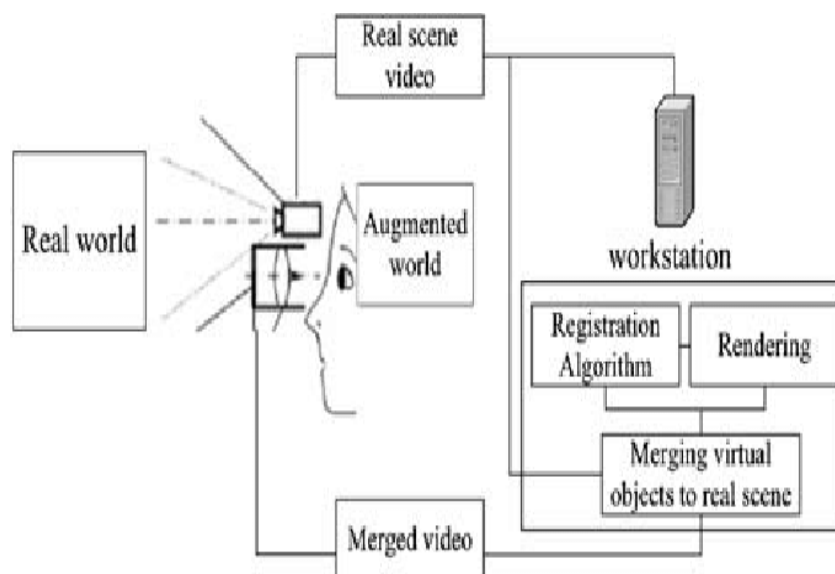 Real scene
video
Real world
Augmented
world
workstation
Registration
Algorithm
Rendering
Merging virtual
objects to real scene
Merged video